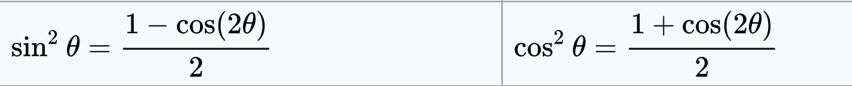 sin² θ = (1 − cos(2θ)) / 2
cos² θ = (1 + cos(2θ)) / 2